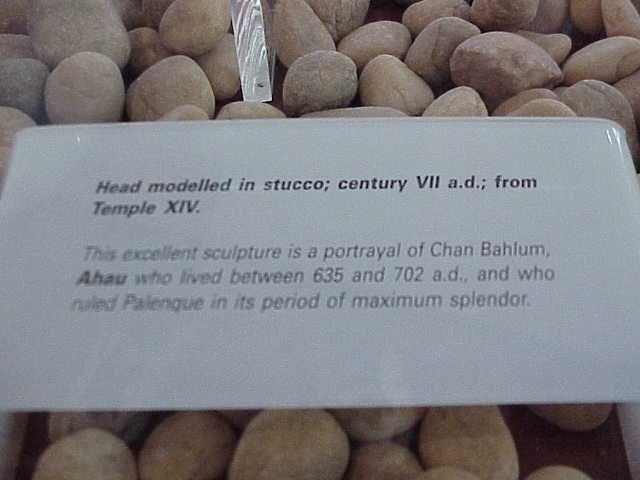 Head modelled in stucco; century VII a.d.; from
Temple XIV.
This excellent sculpture is a portrayal of Chan Bahlum,
Ahau who lived between 635 and 702 a.d., and who
ruled Palenque in its period of maximum splendor.